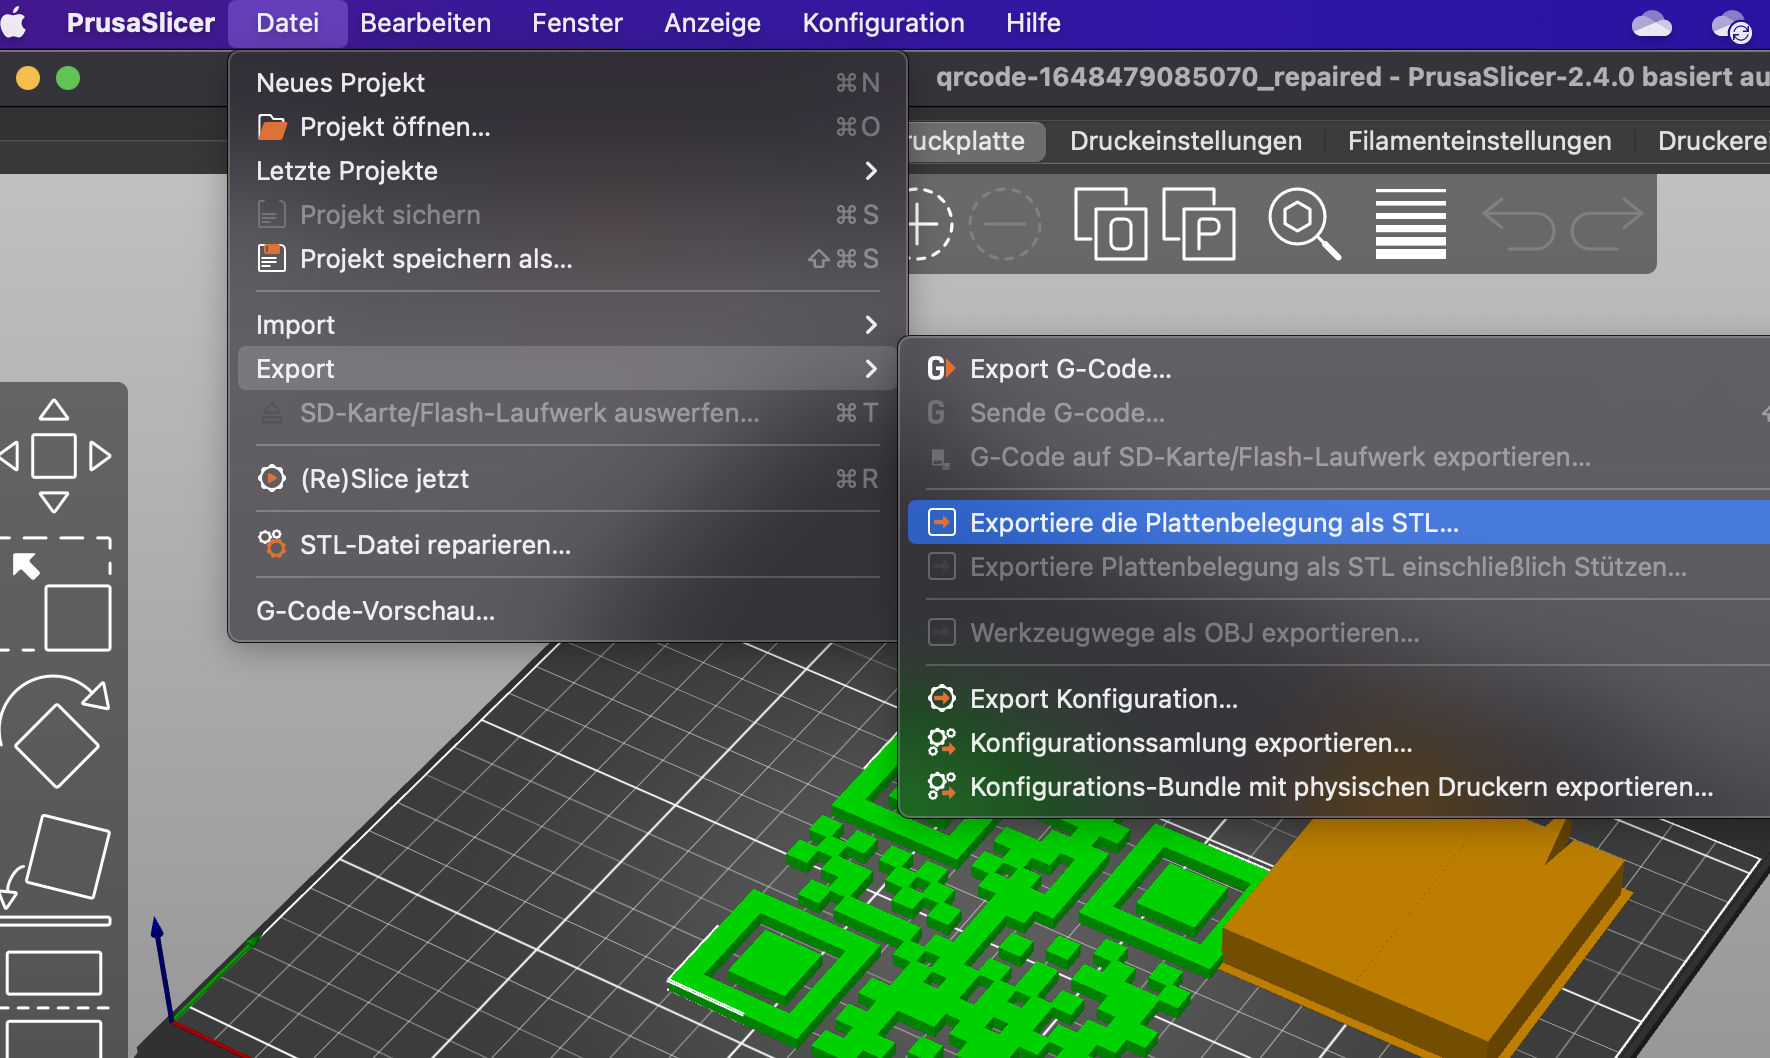 PrusaSlicer Datei Bearbeiten Fenster Anzeige Konfiguration Hilfe
qrcode-1648479085070_repaired - PrusaSlicer-2.4.0 basiert au
ruckplatte Druckeinstellungen Filamenteinstellungen Druckerei
Neues Projekt ⌘N
Projekt öffnen... ⌘O
Letzte Projekte
Projekt sichern ⌘S
Projekt speichern als... ⇧⌘S
Import
Export
SD-Karte/Flash-Laufwerk auswerfen... ⌘T
(Re)Slice jetzt ⌘R
STL-Datei reparieren...
G-Code-Vorschau...
O P
G Export G-Code...
G Sende G-code...
G-Code auf SD-Karte/Flash-Laufwerk exportieren...
Exportiere die Plattenbelegung als STL...
Exportiere Plattenbelegung als STL einschließlich Stützen...
Werkzeugwege als OBJ exportieren...
Export Konfiguration...
Konfigurationssamlung exportieren...
Konfigurations-Bundle mit physischen Druckern exportieren...